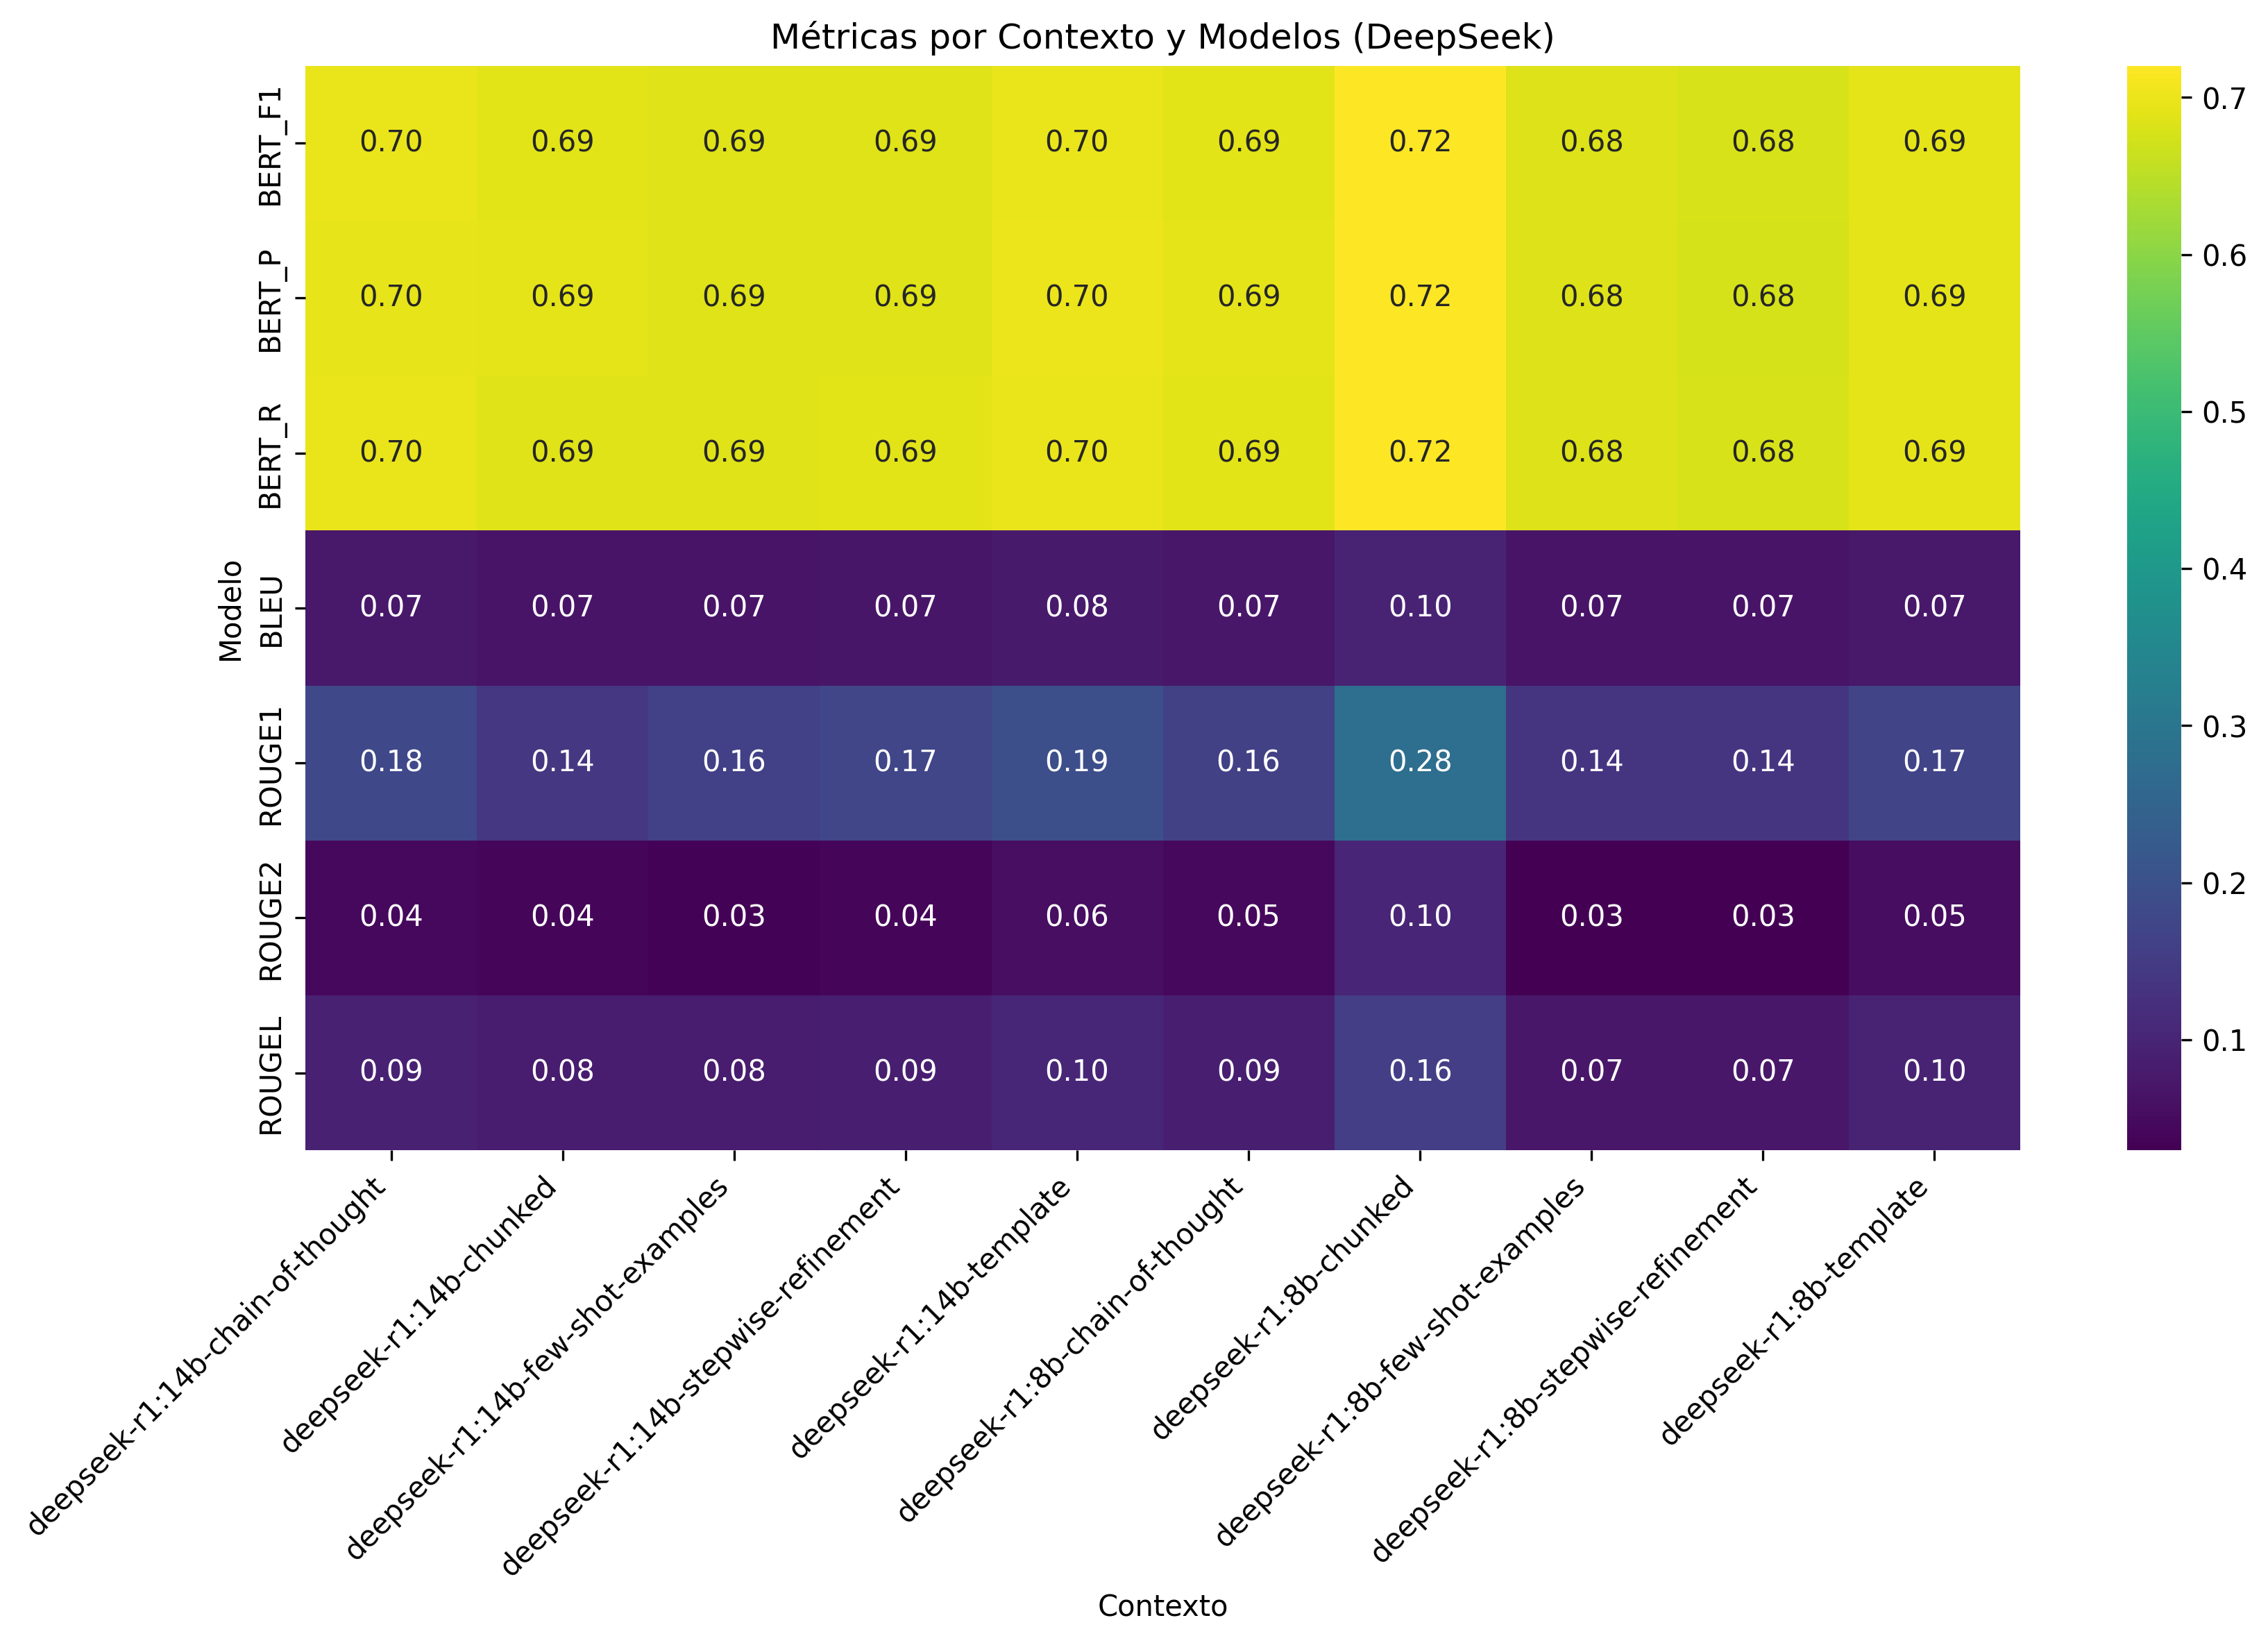 Métricas por Contexto y Modelos (DeepSeek)
Modelo
BERT_F1 0.70 0.69 0.69 0.69 0.70 0.69 0.72 0.68 0.68 0.69
BERT_P 0.70 0.69 0.69 0.69 0.70 0.69 0.72 0.68 0.68 0.69
BERT_R 0.70 0.69 0.69 0.69 0.70 0.69 0.72 0.68 0.68 0.69
BLEU 0.07 0.07 0.07 0.07 0.08 0.07 0.10 0.07 0.07 0.07
ROUGE1 0.18 0.14 0.16 0.17 0.19 0.16 0.28 0.14 0.14 0.17
ROUGE2 0.04 0.04 0.03 0.04 0.06 0.05 0.10 0.03 0.03 0.05
ROUGEL 0.09 0.08 0.08 0.09 0.10 0.09 0.16 0.07 0.07 0.10
deepseek-r1:14b-chain-of-thought
deepseek-r1:14b-chunked
deepseek-r1:14b-few-shot-examples
deepseek-r1:14b-stepwise-refinement
deepseek-r1:14b-template
deepseek-r1:8b-chain-of-thought
deepseek-r1:8b-chunked
deepseek-r1:8b-few-shot-examples
deepseek-r1:8b-stepwise-refinement
deepseek-r1:8b-template
Contexto
0.7
0.6
0.5
0.4
0.3
0.2
0.1